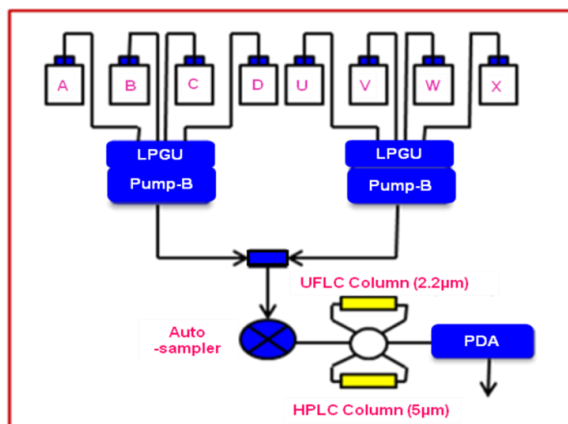 A B C D U V W X
LPGU LPGU
Pump-B Pump-B
UFLC Column (2.2µm)
Auto
-sampler
PDA
HPLC Column (5µm)